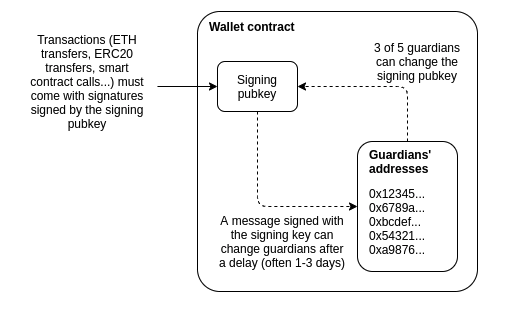 Transactions (ETH
transfers, ERC20
transfers, smart
contract calls...) must
come with signatures
signed by the signing
pubkey
Wallet contract
Signing
pubkey
3 of 5 guardians
can change the
signing pubkey
Guardians'
addresses
0x12345...
0x6789a...
0xbcdef...
0x54321...
0xa9876...
A message signed with
the signing key can
change guardians after
a delay (often 1-3 days)